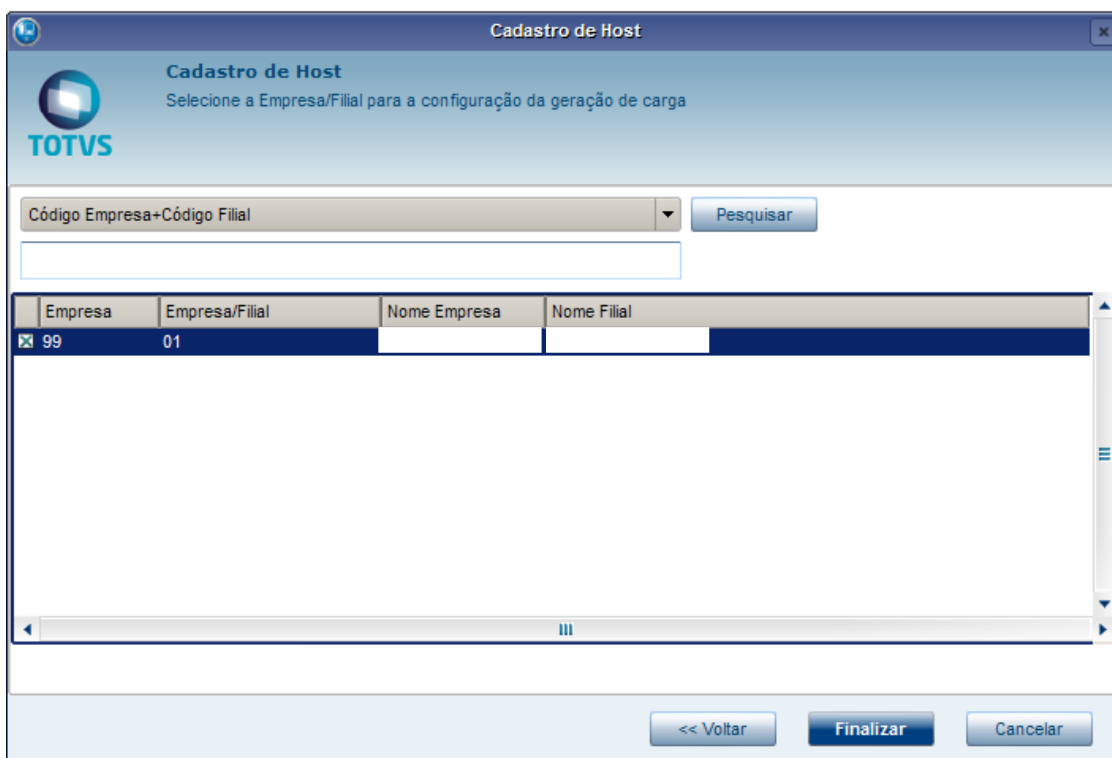 Cadastro de Host
Cadastro de Host
Selecione a Empresa/Filial para a configuração da geração de carga
TOTVS
Código Empresa+Código Filial
Pesquisar
Empresa Empresa/Filial Nome Empresa Nome Filial
99 01
<< Voltar Finalizar Cancelar